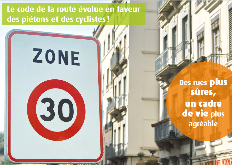 Le code de la route évolue en faveur
des piétons et des cyclistes !
ZONE
30
Des rues plus
sûres,
un cadre
de vie plus
agréable